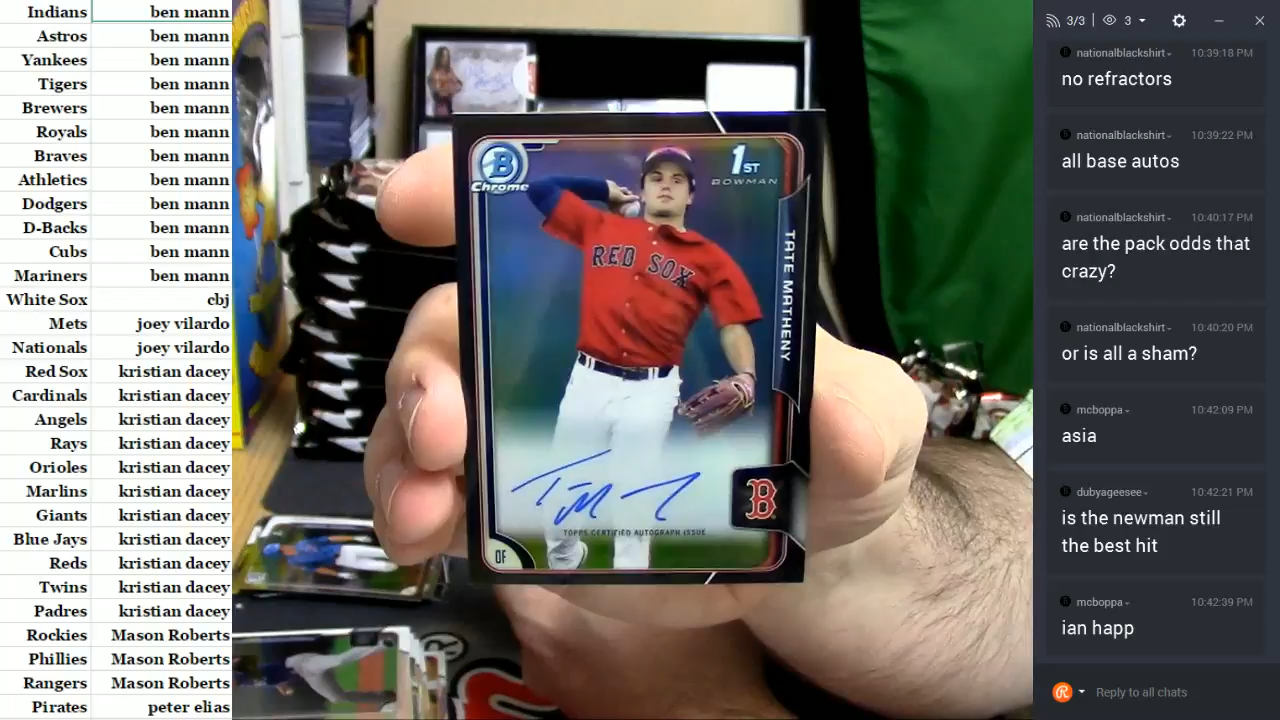 Indians ben mann
Astros ben mann
Yankees ben mann
Tigers ben mann
Brewers ben mann
Royals ben mann
Braves ben mann
Athletics ben mann
Dodgers ben mann
D-Backs ben mann
Cubs ben mann
Mariners ben mann
White Sox cbj
Mets joey vilardo
Nationals joey vilardo
Red Sox kristian dacey
Cardinals kristian dacey
Angels kristian dacey
Rays kristian dacey
Orioles kristian dacey
Marlins kristian dacey
Giants kristian dacey
Blue Jays kristian dacey
Reds kristian dacey
Twins kristian dacey
Padres kristian dacey
Rockies Mason Roberts
Phillies Mason Roberts
Rangers Mason Roberts
Pirates peter elias
B
Chrome
1ST
BOWMAN
TATE MATHENY
RED SOX
B
TOPPS CERTIFIED AUTOGRAPH ISSUE
OF
3/3 3
nationalblackshirt 10:39:18 PM
no refractors
nationalblackshirt 10:39:22 PM
all base autos
nationalblackshirt 10:40:17 PM
are the pack odds that
crazy?
nationalblackshirt 10:40:20 PM
or is all a sham?
mcboppa 10:42:09 PM
asia
dubyageesee 10:42:21 PM
is the newman still
the best hit
mcboppa 10:42:39 PM
ian happ
Reply to all chats